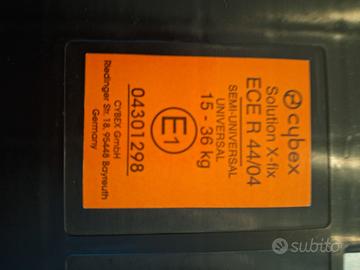 cybex
Solution X-fix
ECE R 44/04
SEMI-UNIVERSAL
UNIVERSAL
15 - 36 kg
E1
04301298
CYBEX GmbH
Riedinger Str. 18, 95448 Bayreuth
Germany
subito